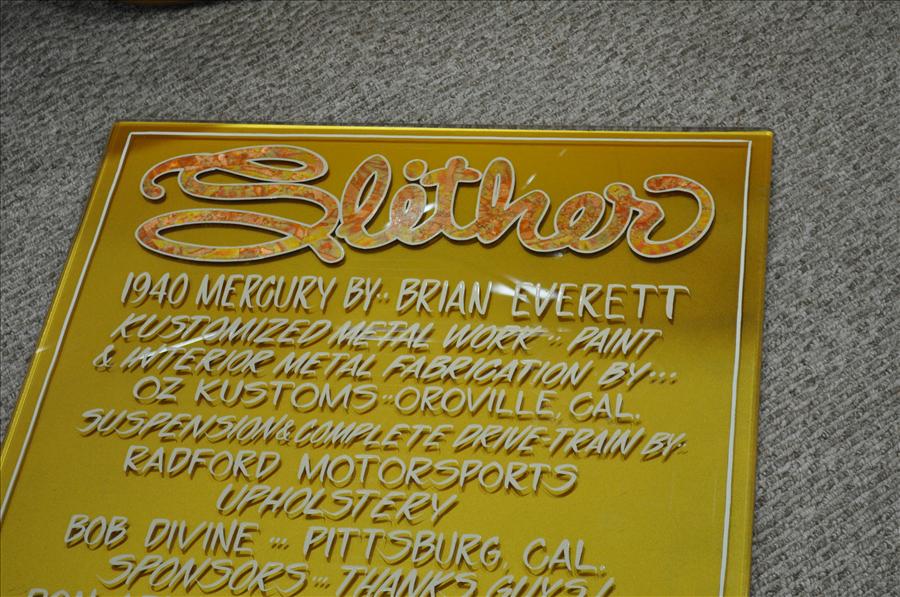 Slither
1940 MERCURY BY·· BRIAN EVERETT
KUSTOMIZED METAL WORK ·· PAINT
& INTERIOR METAL FABRICATION BY···
OZ KUSTOMS··OROVILLE, CAL.
SUSPENSION & COMPLETE DRIVE-TRAIN BY··
RADFORD MOTORSPORTS
UPHOLSTERY
BOB DIVINE ··· PITTSBURG, CAL.
SPONSORS··· THANKS GUYS!